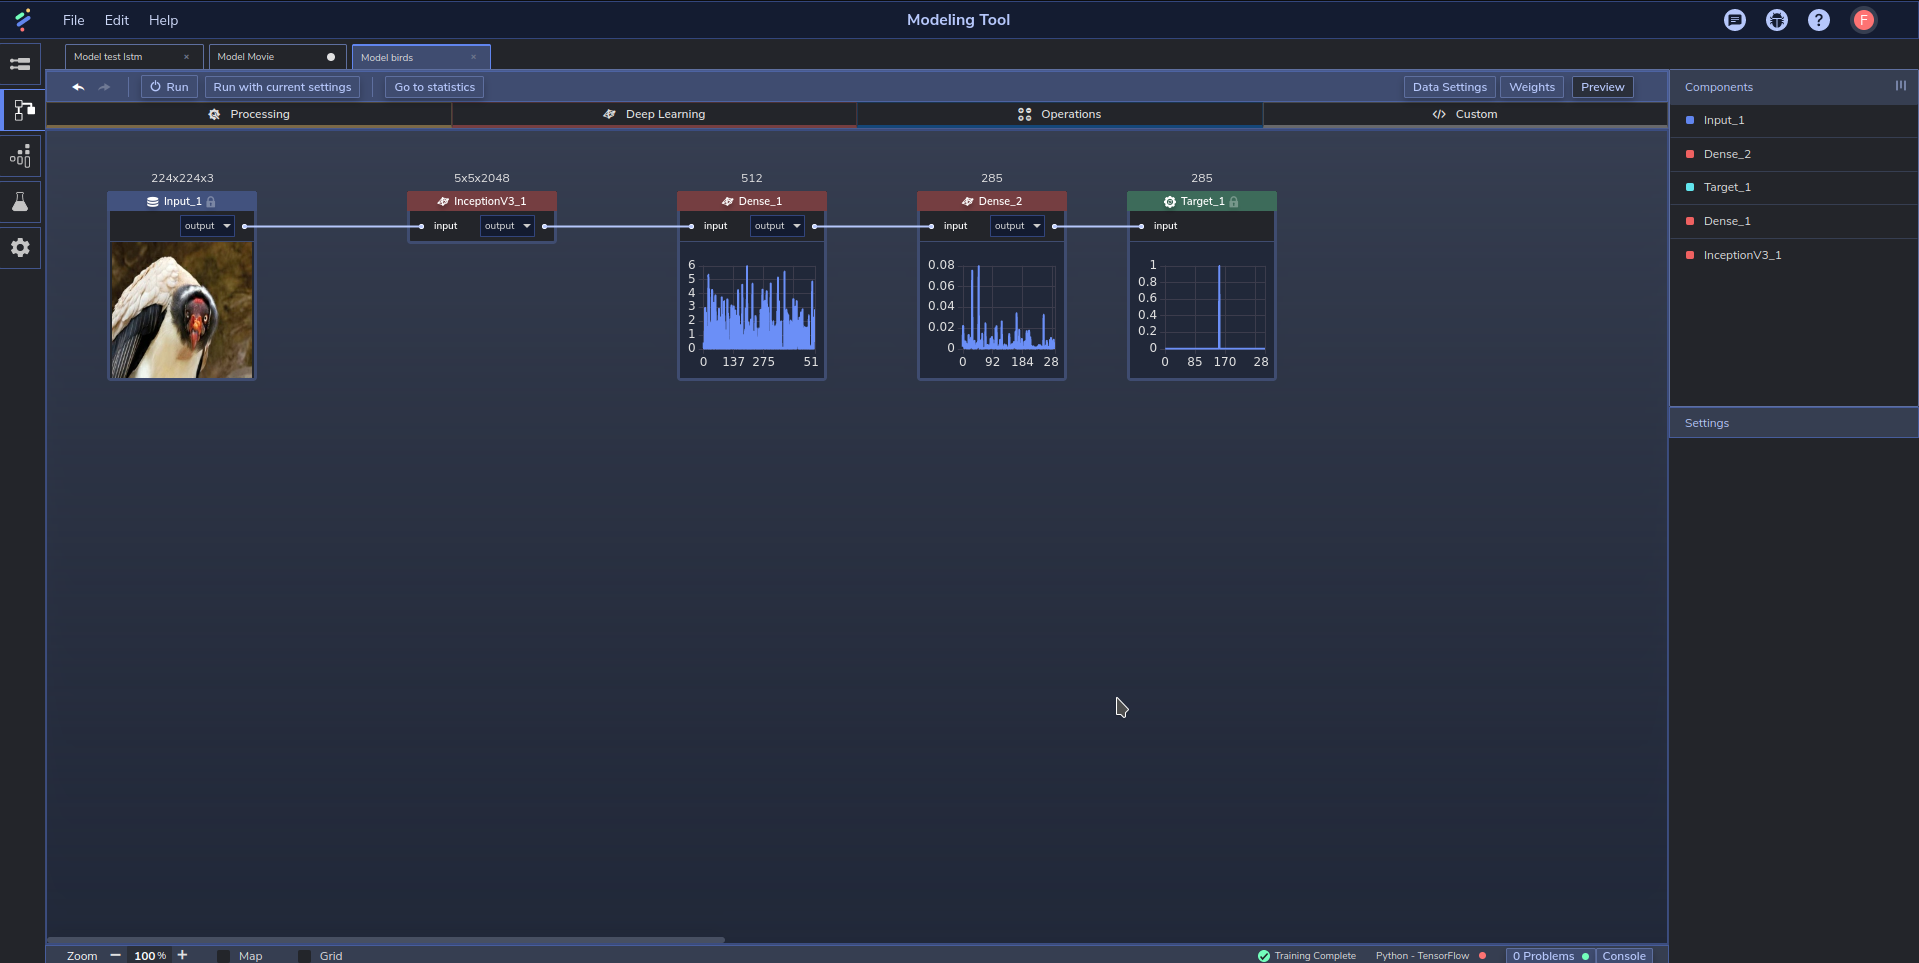 File Edit Help
Modeling Tool
F
Model test lstm ×
Model Movie
Model birds ×
Run
Run with current settings
Go to statistics
Data Settings
Weights
Preview
Processing
Deep Learning
Operations
Custom
224x224x3
5x5x2048
512
285
285
Input_1
InceptionV3_1
Dense_1
Dense_2
Target_1
output
input output
input output
input output
input
6
5
4
3
2
1
0
0 137 275 51
0.08
0.06
0.04
0.02
0
0 92 184 28
1
0.8
0.6
0.4
0.2
0
0 85 170 28
Components
Input_1
Dense_2
Target_1
Dense_1
InceptionV3_1
Settings
Zoom − 100% +
Map
Grid
Training Complete
Python - TensorFlow
0 Problems
Console